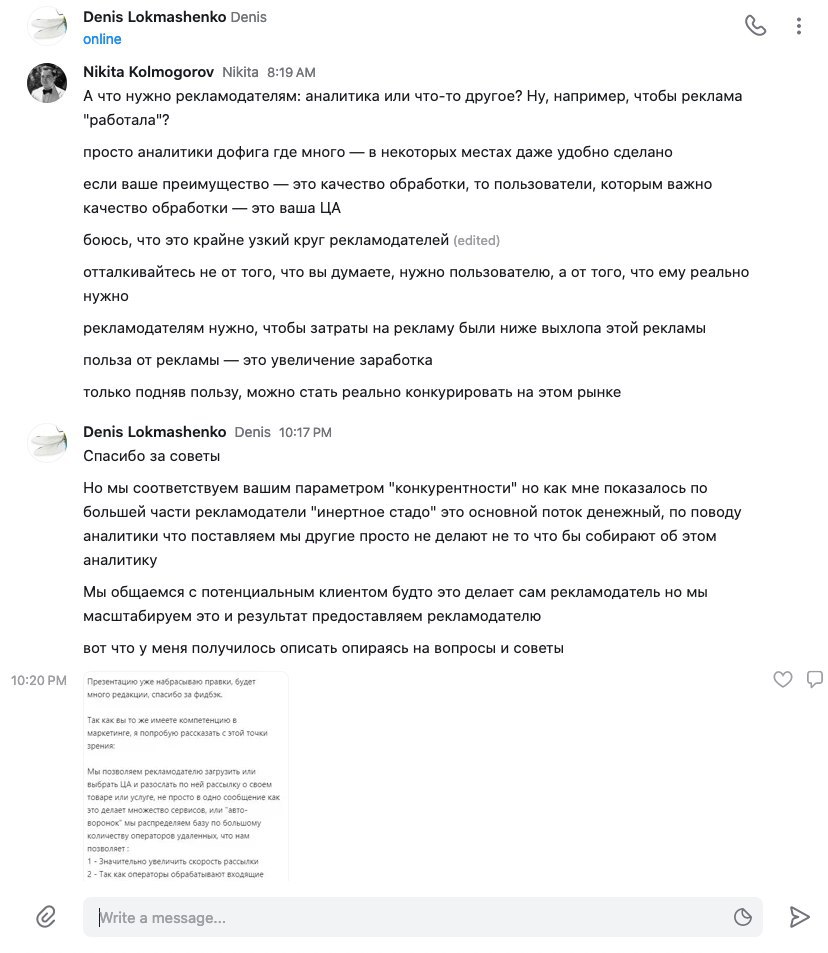 Denis Lokmashenko Denis
online
Nikita Kolmogorov Nikita 8:19 AM
А что нужно рекламодателям: аналитика или что-то другое? Ну, например, чтобы реклама
"работала"?
просто аналитики дофига где много — в некоторых местах даже удобно сделано
если ваше преимущество — это качество обработки, то пользователи, которым важно
качество обработки — это ваша ЦА
боюсь, что это крайне узкий круг рекламодателей (edited)
отталкивайтесь не от того, что вы думаете, нужно пользователю, а от того, что ему реально
нужно
рекламодателям нужно, чтобы затраты на рекламу были ниже выхлопа этой рекламы
польза от рекламы — это увеличение заработка
только подняв пользу, можно стать реально конкурировать на этом рынке
Denis Lokmashenko Denis 10:17 PM
Спасибо за советы
Но мы соответствуем вашим параметром "конкурентности" но как мне показалось по
большей части рекламодатели "инертное стадо" это основной поток денежный, по поводу
аналитики что поставляем мы другие просто не делают не то что бы собирают об этом
аналитику
Мы общаемся с потенциальным клиентом будто это делает сам рекламодатель но мы
масштабируем это и результат предоставляем рекламодателю
вот что у меня получилось описать опираясь на вопросы и советы
10:20 PM
Презентацию уже набрасываю правки, будет
много редакции, спасибо за фидбэк.
Так как вы то же имеете компетенцию в
маркетинге, я попробую рассказать с этой точки
зрения:
Мы позволяем рекламодателю загрузить или
выбрать ЦА и разослать по ней рассылку о своем
товаре или услуге, не просто в одно сообщение как
это делает множество сервисов, или "авто-
воронок" мы распределяем базу по большому
количеству операторов удаленных, что нам
позволяет :
1 - Значительно увеличить скорость рассылки
2 - Так как операторы обрабатывают входящие
Write a message...